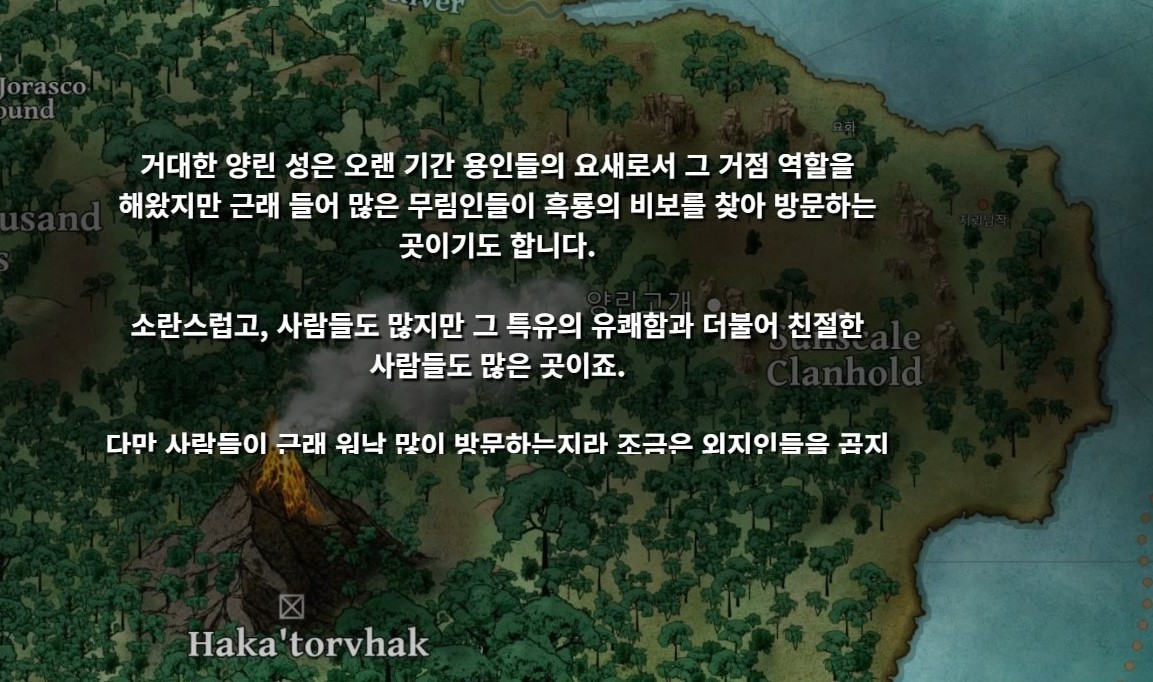 ver
Jorasco
ound
요화
거대한 양린 성은 오랜 기간 용인들의 요새로서 그 거점 역할을
해왔지만 근래 들어 많은 무림인들이 흑룡의 비보를 찾아 방문하는
곳이기도 합니다.
usand
s
양린고개
소란스럽고, 사람들도 많지만 그 특유의 유쾌함과 더불어 친절한
사람들도 많은 곳이죠.
Sunscale
Clanhold
다만 사람들이 근래 워낙 많이 방문하는지라 조금은 외지인들을 곱지
Haka'torvhak